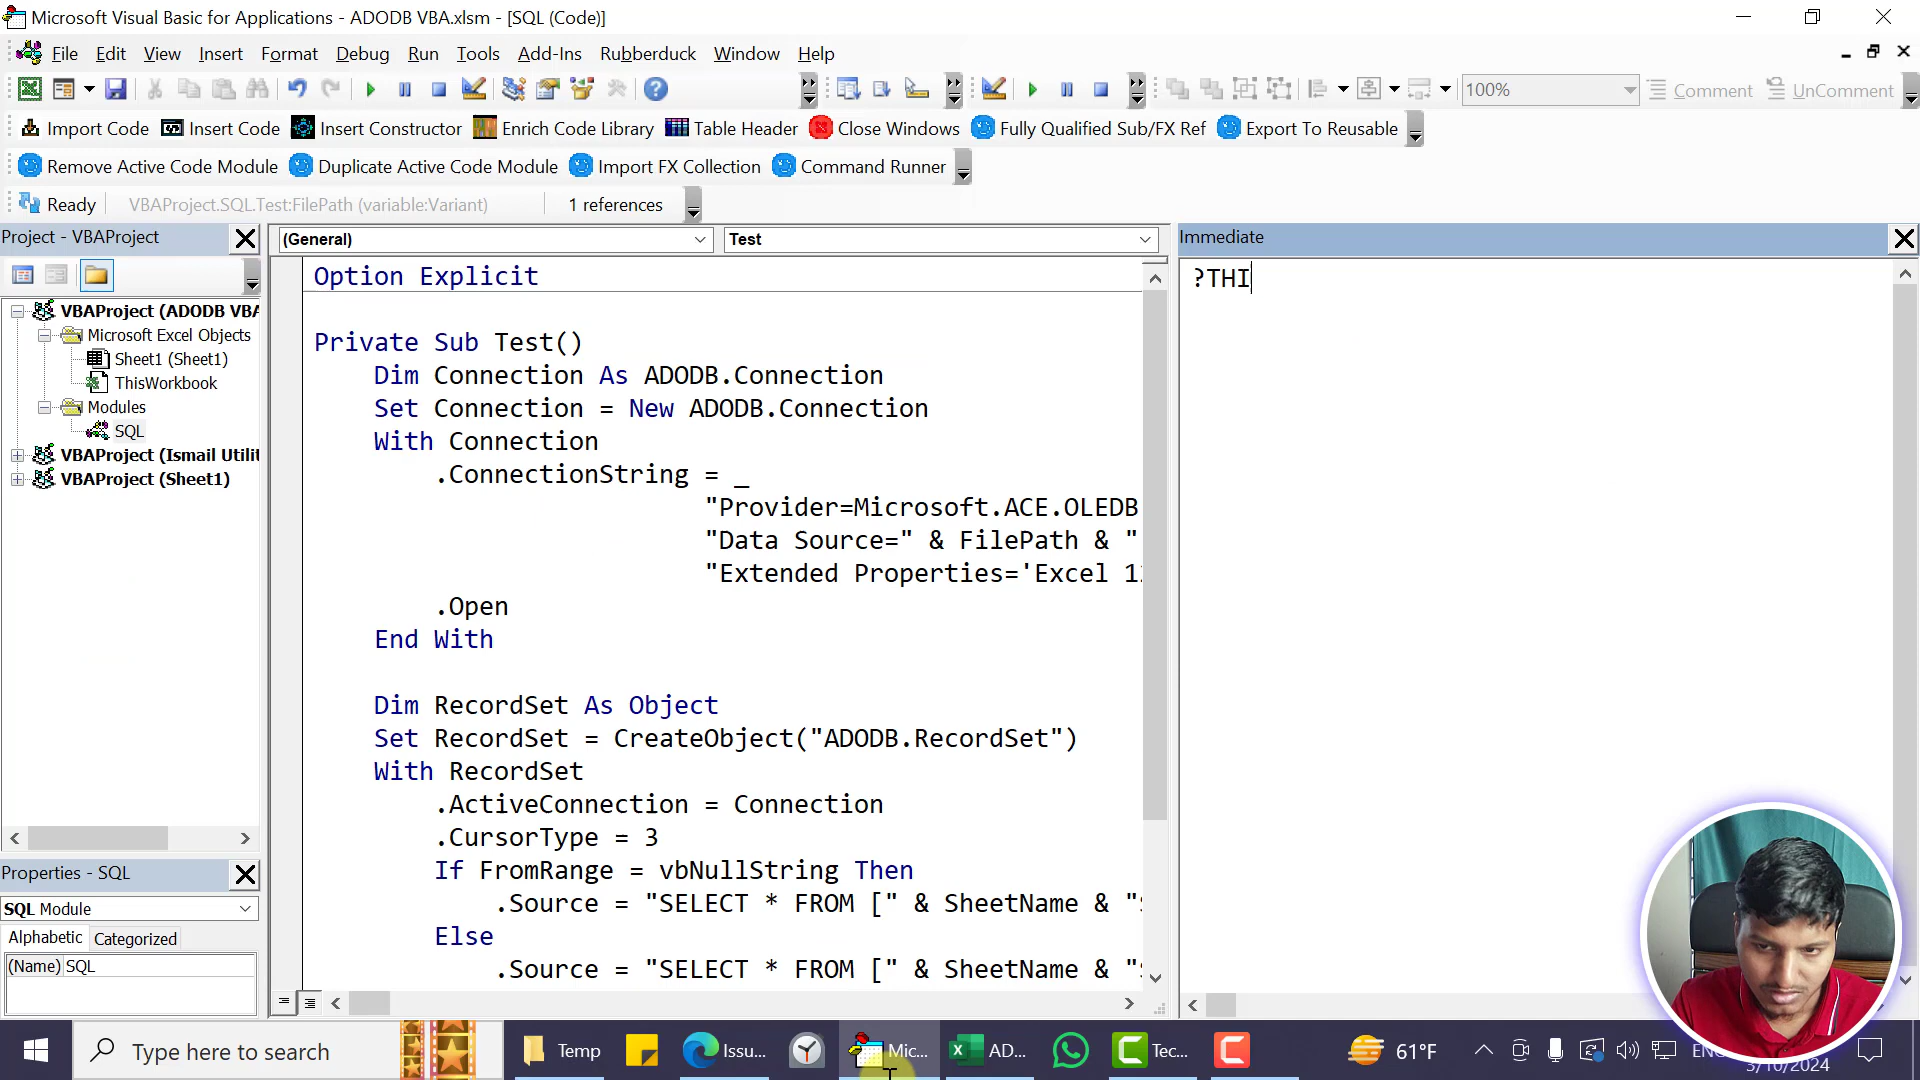 Microsoft Visual Basic for Applications - ADODB VBA.xlsm - [SQL (Code)]
File Edit View Insert Format Debug Run Tools Add-Ins Rubberduck Window Help
100% Comment UnComment
Import Code Insert Code Insert Constructor Enrich Code Library Table Header Close Windows Fully Qualified Sub/FX Ref Export To Reusable
Remove Active Code Module Duplicate Active Code Module Import FX Collection Command Runner
Ready VBAProject.SQL.Test:FilePath (variable:Variant) 1 references
Project - VBAProject
VBAProject (ADODB VBA
Microsoft Excel Objects
Sheet1 (Sheet1)
ThisWorkbook
Modules
SQL
VBAProject (Ismail Utilit
VBAProject (Sheet1)
Properties - SQL
SQL Module
Alphabetic Categorized
(Name) SQL
(General) Test
Option Explicit
Private Sub Test()
Dim Connection As ADODB.Connection
Set Connection = New ADODB.Connection
With Connection
.ConnectionString = _
"Provider=Microsoft.ACE.OLEDB
"Data Source=" & FilePath & "
"Extended Properties='Excel 12
.Open
End With
Dim RecordSet As Object
Set RecordSet = CreateObject("ADODB.RecordSet")
With RecordSet
.ActiveConnection = Connection
.CursorType = 3
If FromRange = vbNullString Then
.Source = "SELECT * FROM [" & SheetName & "$
Else
.Source = "SELECT * FROM [" & SheetName & "$
Immediate
?THI
Type here to search Temp Issu... Mic... AD... Tec... 61°F
3/10/2024